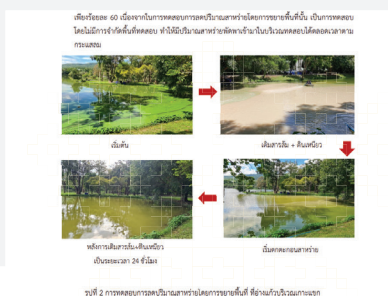 เพียงร้อยละ 60 เนื่องจากในการทดสอบการลดปริมาณสาหร่ายโดยการขยายพื้นที่นั้น เป็นการทดสอบ
โดยไม่มีการจำกัดพื้นที่ทดสอบ ทำให้มีปริมาณสาหร่ายพัดพาเข้ามาในบริเวณทดสอบได้ตลอดเวลาตาม
กระแสลม
เริ่มต้น
เติมสารส้ม + ดินเหนียว
หลังการเติมสารส้ม+ดินเหนียว
เป็นระยะเวลา 24 ชั่วโมง
เริ่มตกตะกอนสาหร่าย
รูปที่ 2 การทดสอบการลดปริมาณสาหร่ายโดยการขยายพื้นที่ ที่อ่างแก้วบริเวณเกาะแขก